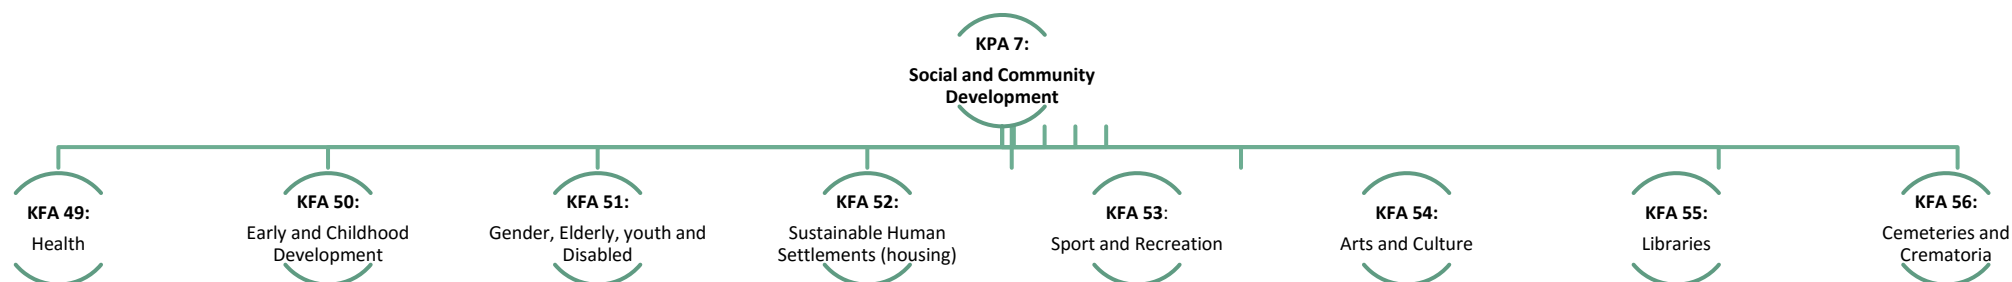 KPA 7:
Social and Community
Development
KFA 49:
Health
KFA 50:
Early and Childhood
Development
KFA 51:
Gender, Elderly, youth and
Disabled
KFA 52:
Sustainable Human
Settlements (housing)
KFA 53:
Sport and Recreation
KFA 54:
Arts and Culture
KFA 55:
Libraries
KFA 56:
Cemeteries and
Crematoria